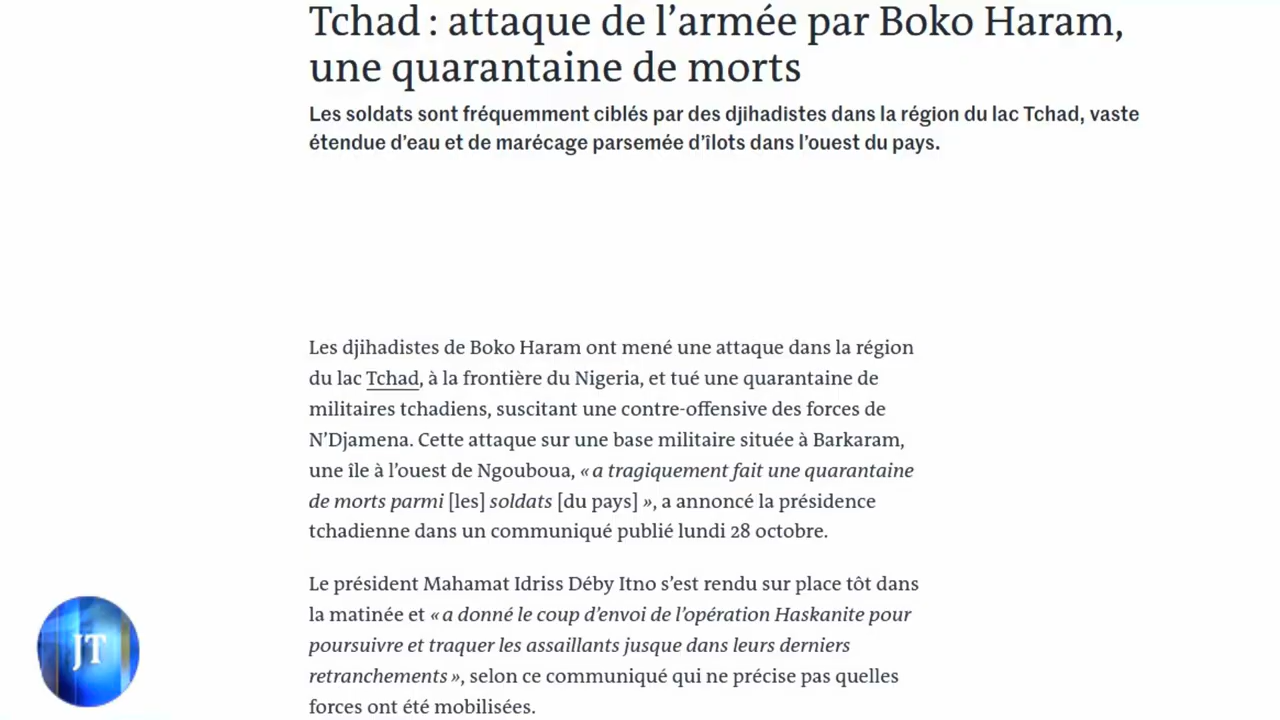 Tchad : attaque de l’armée par Boko Haram,
une quarantaine de morts
Les soldats sont fréquemment ciblés par des djihadistes dans la région du lac Tchad, vaste
étendue d’eau et de marécage parsemée d’îlots dans l’ouest du pays.
Les djihadistes de Boko Haram ont mené une attaque dans la région
du lac Tchad, à la frontière du Nigeria, et tué une quarantaine de
militaires tchadiens, suscitant une contre-offensive des forces de
N’Djamena. Cette attaque sur une base militaire située à Barkaram,
une île à l’ouest de Ngouboua, « a tragiquement fait une quarantaine
de morts parmi [les] soldats [du pays] », a annoncé la présidence
tchadienne dans un communiqué publié lundi 28 octobre.
Le président Mahamat Idriss Déby Itno s’est rendu sur place tôt dans
la matinée et « a donné le coup d’envoi de l’opération Haskanite pour
poursuivre et traquer les assaillants jusque dans leurs derniers
retranchements », selon ce communiqué qui ne précise pas quelles
forces ont été mobilisées.
JT